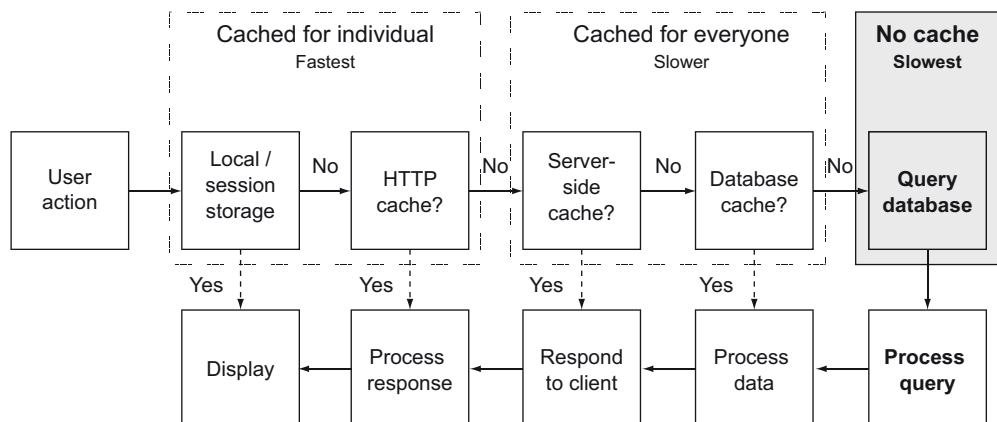 Cached for individual
Fastest
Cached for everyone
Slower
No cache
Slowest
User
action
Local /
session
storage
No
HTTP
cache?
No
Server-
side
cache?
No
Database
cache?
No
Query
database
Yes
Yes
Yes
Yes
Display
Process
response
Respond
to client
Process
data
Process
query